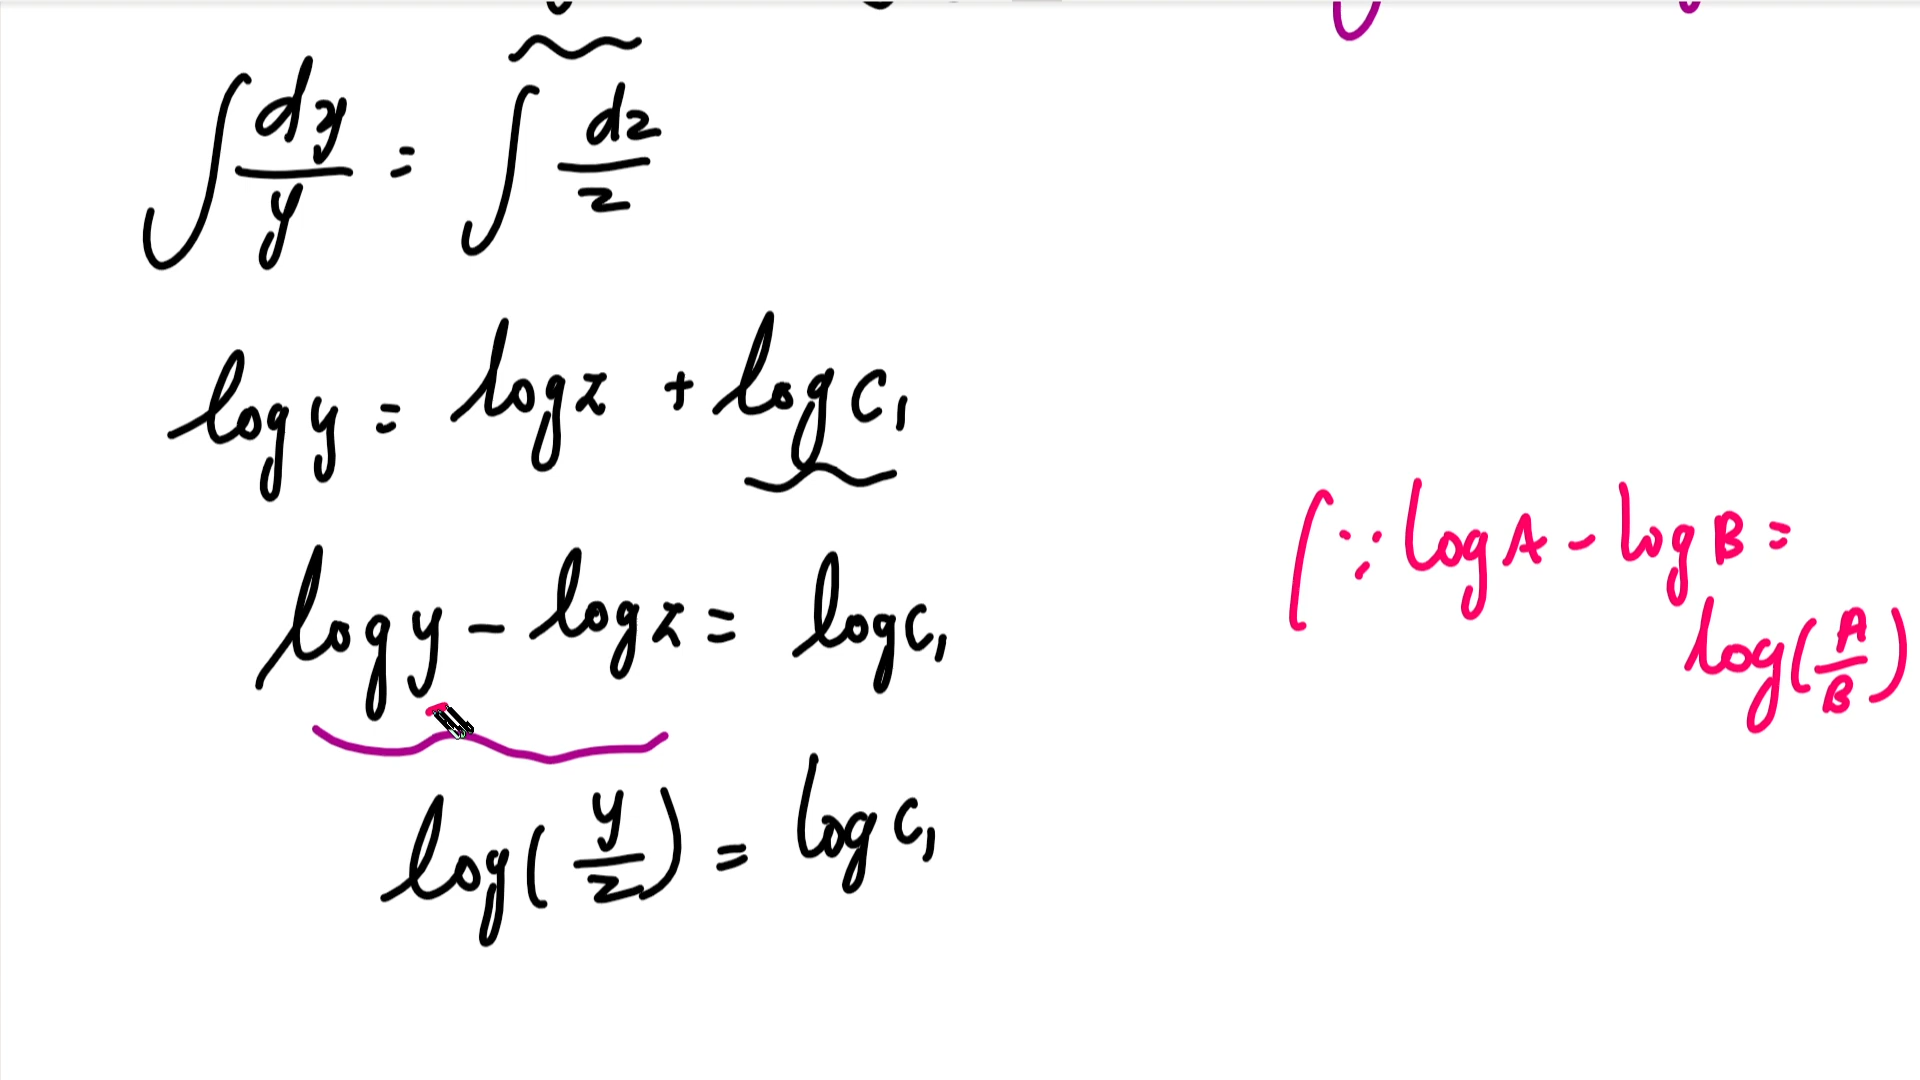 ∫ dy/y = ∫ dz/z
log y = log z + log c₁
log y - log z = log c₁
log(y/z) = log c₁
(∵ log A - log B =
log(A/B)